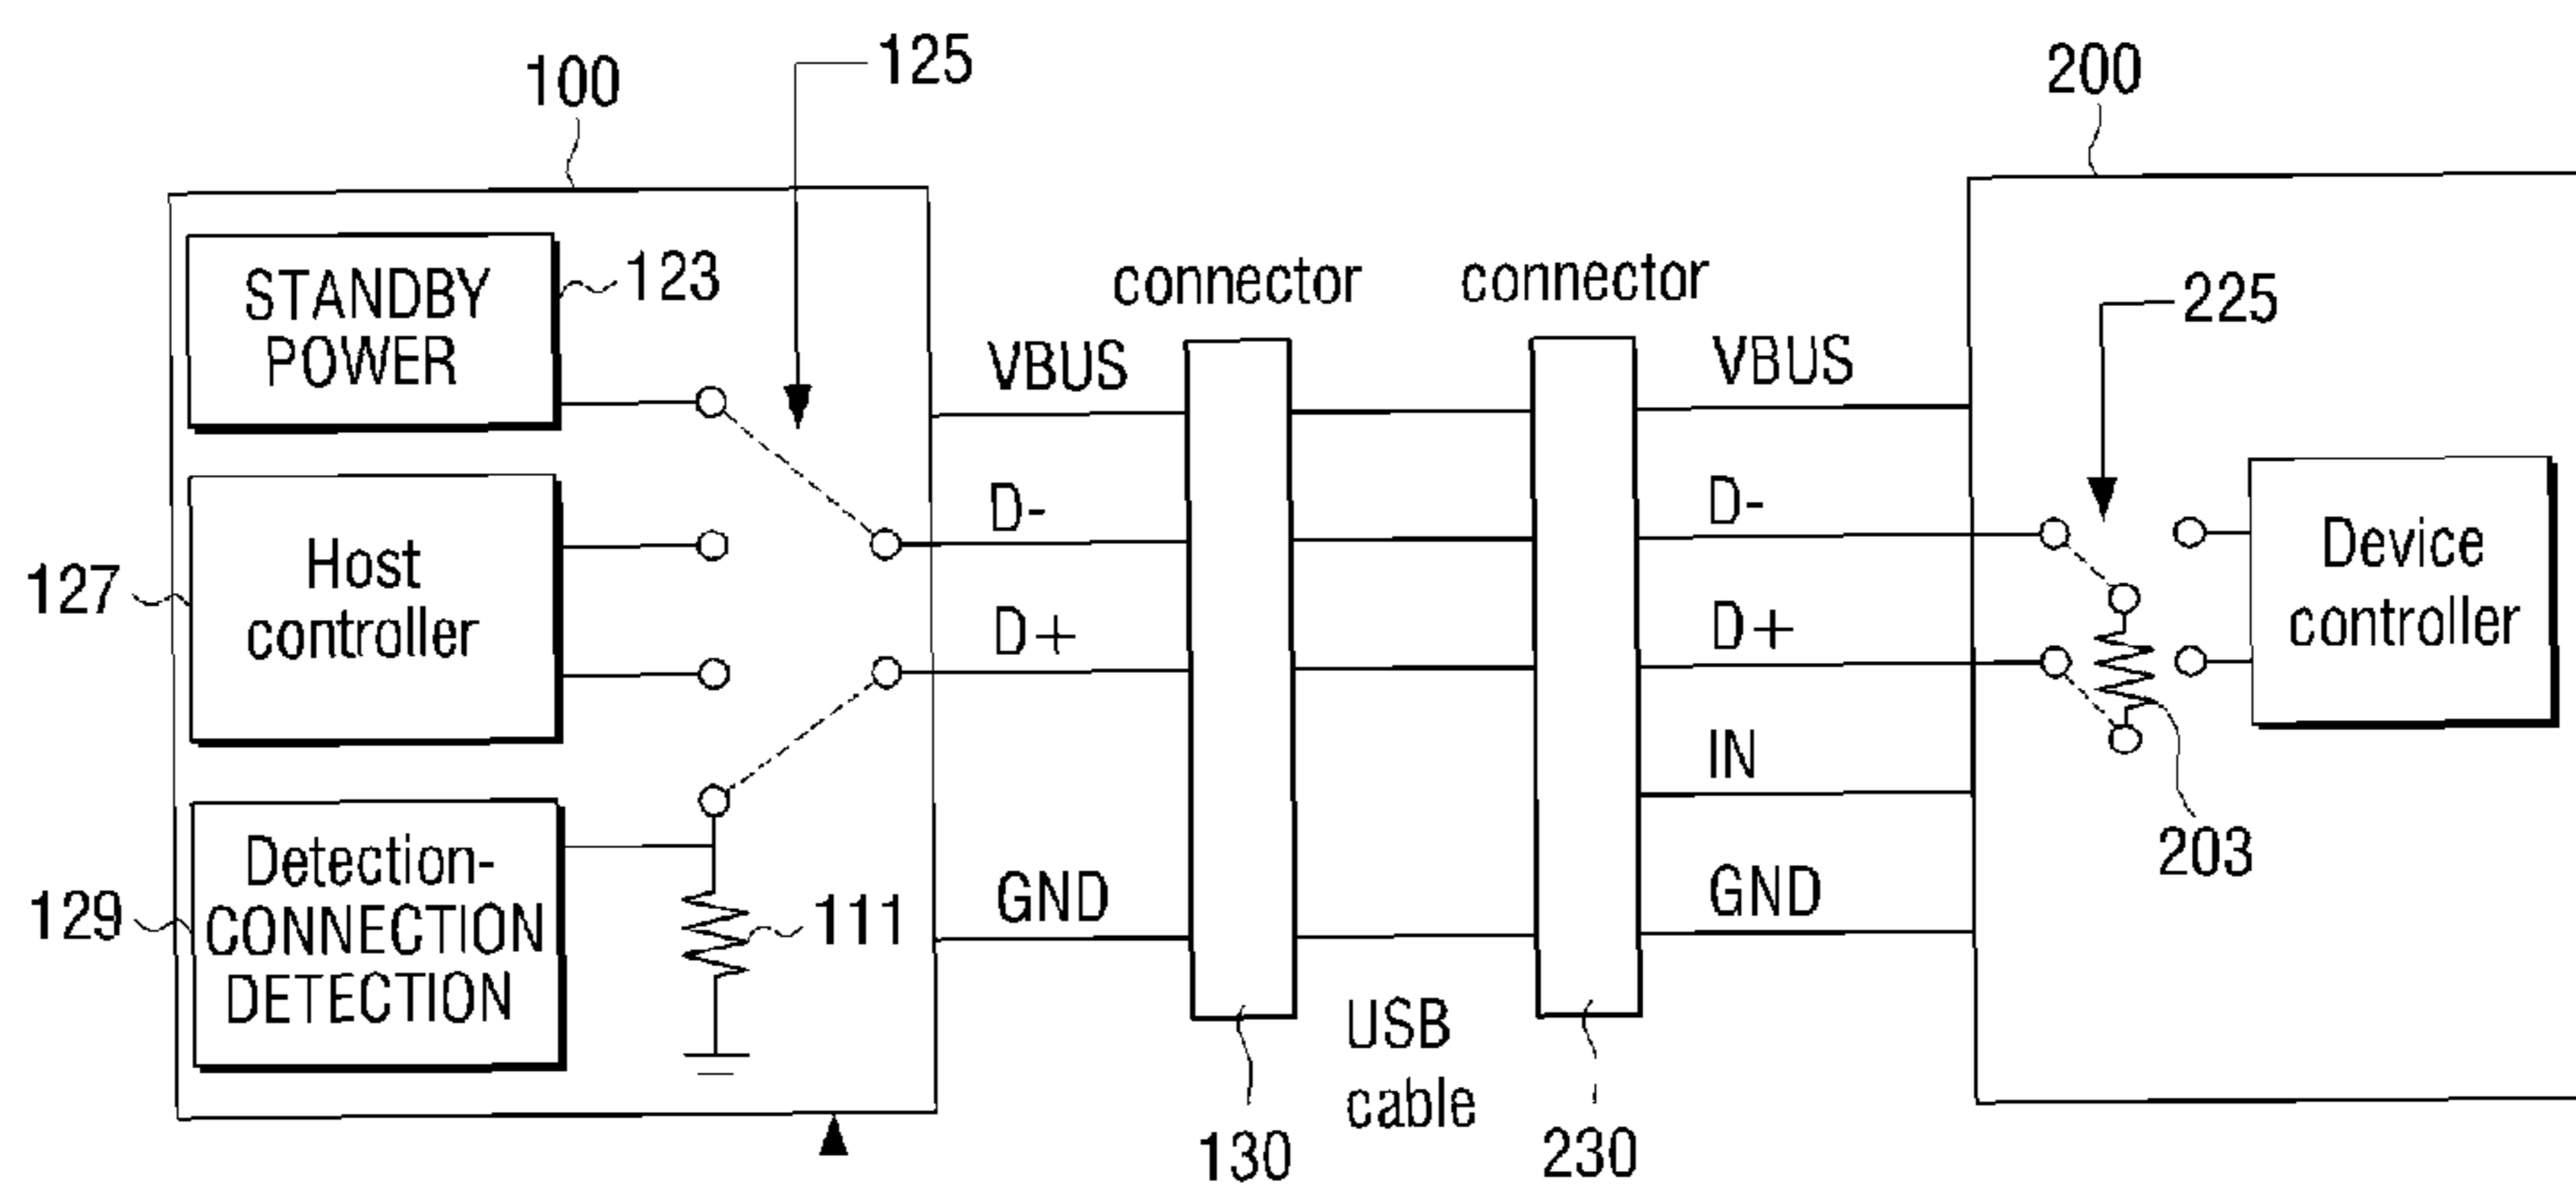 100
125
200
STANDBY
POWER
123
connector
connector
225
VBUS
VBUS
D-
D-
Host
controller
127
Device
controller
D+
D+
IN
Detection-
CONNECTION
DETECTION
129
111
GND
GND
203
USB
cable
130
230